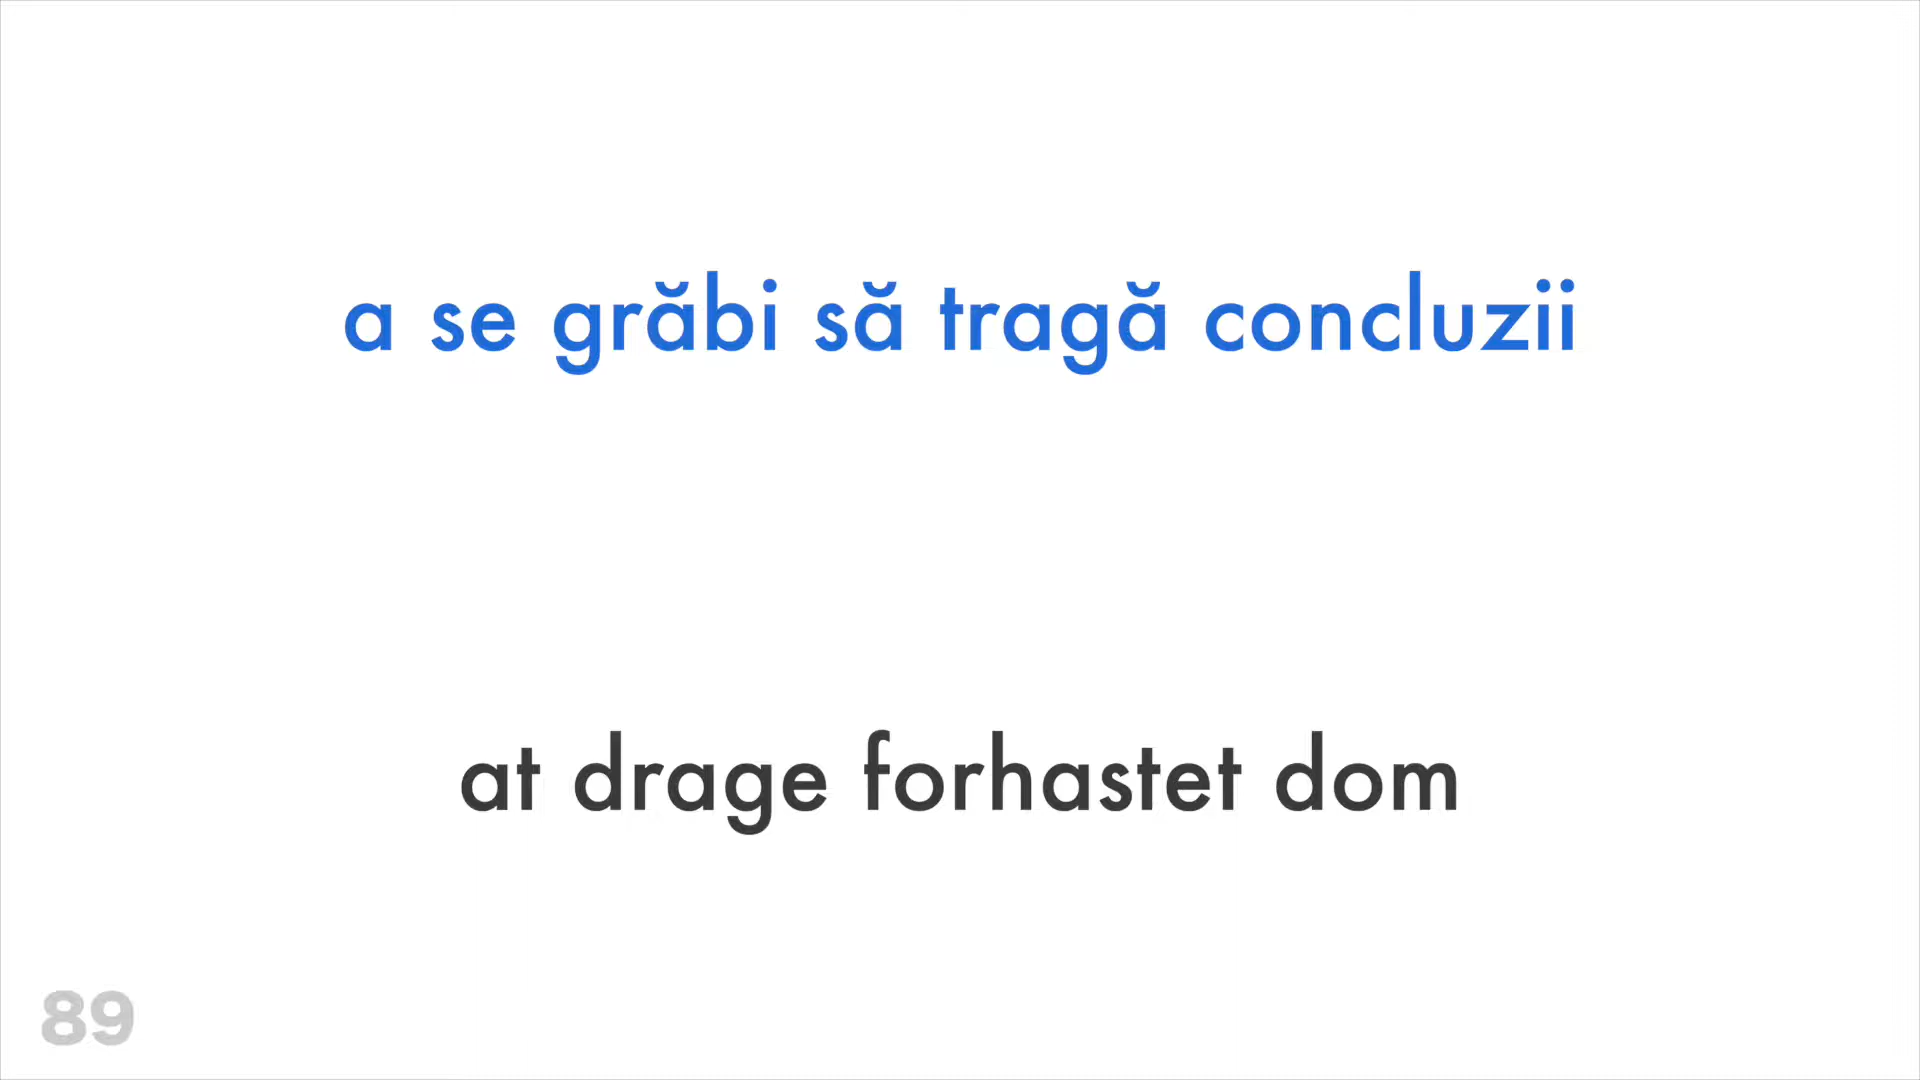 a se grăbi să tragă concluzii
at drage forhastet dom
89